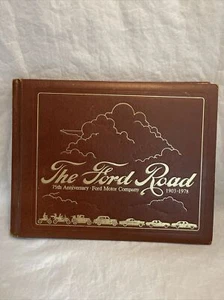 The Ford Road
75th Anniversary · Ford Motor Company 1903-1978